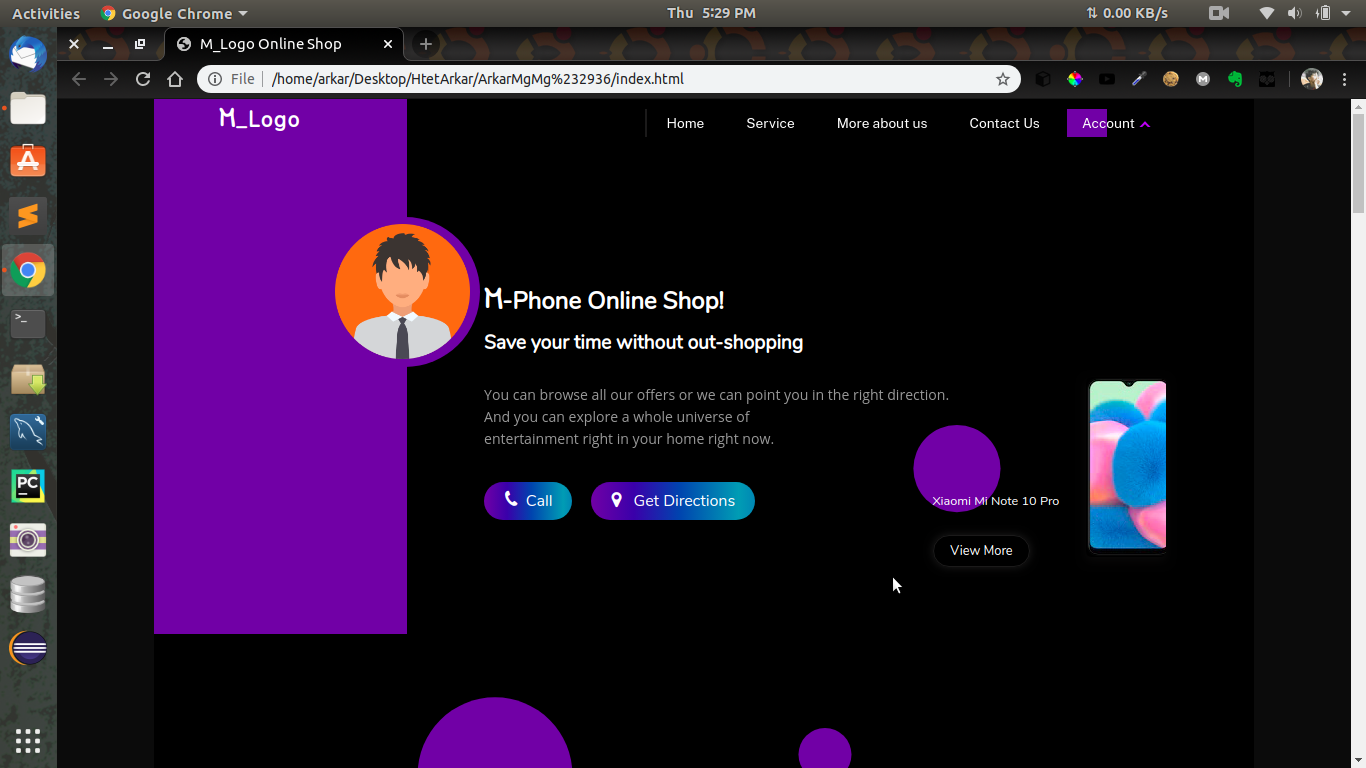 Activities
Google Chrome
Thu 5:29 PM
0.00 KB/s
M_Logo Online Shop
File
/home/arkar/Desktop/HtetArkar/ArkarMgMg%232936/index.html
M_Logo
Home
Service
More about us
Contact Us
Account
M-Phone Online Shop!
Save your time without out-shopping
You can browse all our offers or we can point you in the right direction.
And you can explore a whole universe of
entertainment right in your home right now.
Call
Get Directions
Xiaomi Mi Note 10 Pro
View More
>_
PC